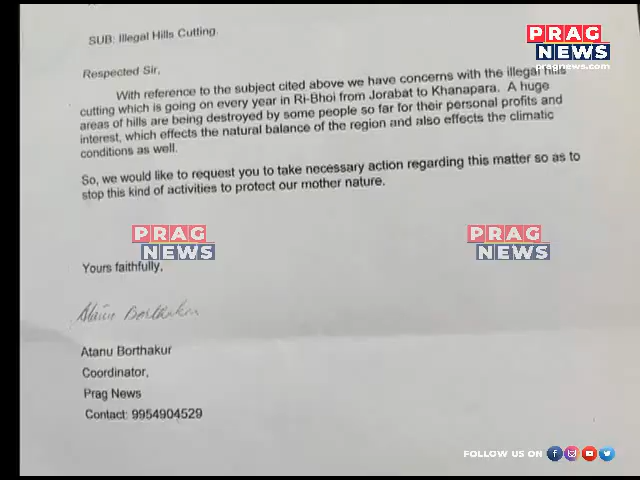 PRAG
NEWS
pragnews.com
SUB: Illegal Hills Cutting.
Respected Sir,
With reference to the subject cited above we have concerns with the illegal hills
cutting which is going on every year in Ri-Bhoi from Jorabat to Khanapara. A huge
areas of hills are being destroyed by some people so far for their personal profits and
interest, which effects the natural balance of the region and also effects the climatic
conditions as well.
So, we would like to request you to take necessary action regarding this matter so as to
stop this kind of activities to protect our mother nature.
PRAG
NEWS
PRAG
NEWS
Yours faithfully,
Borthakur
Atanu Borthakur
Coordinator,
Prag News
Contact: 9954904529
FOLLOW US ON